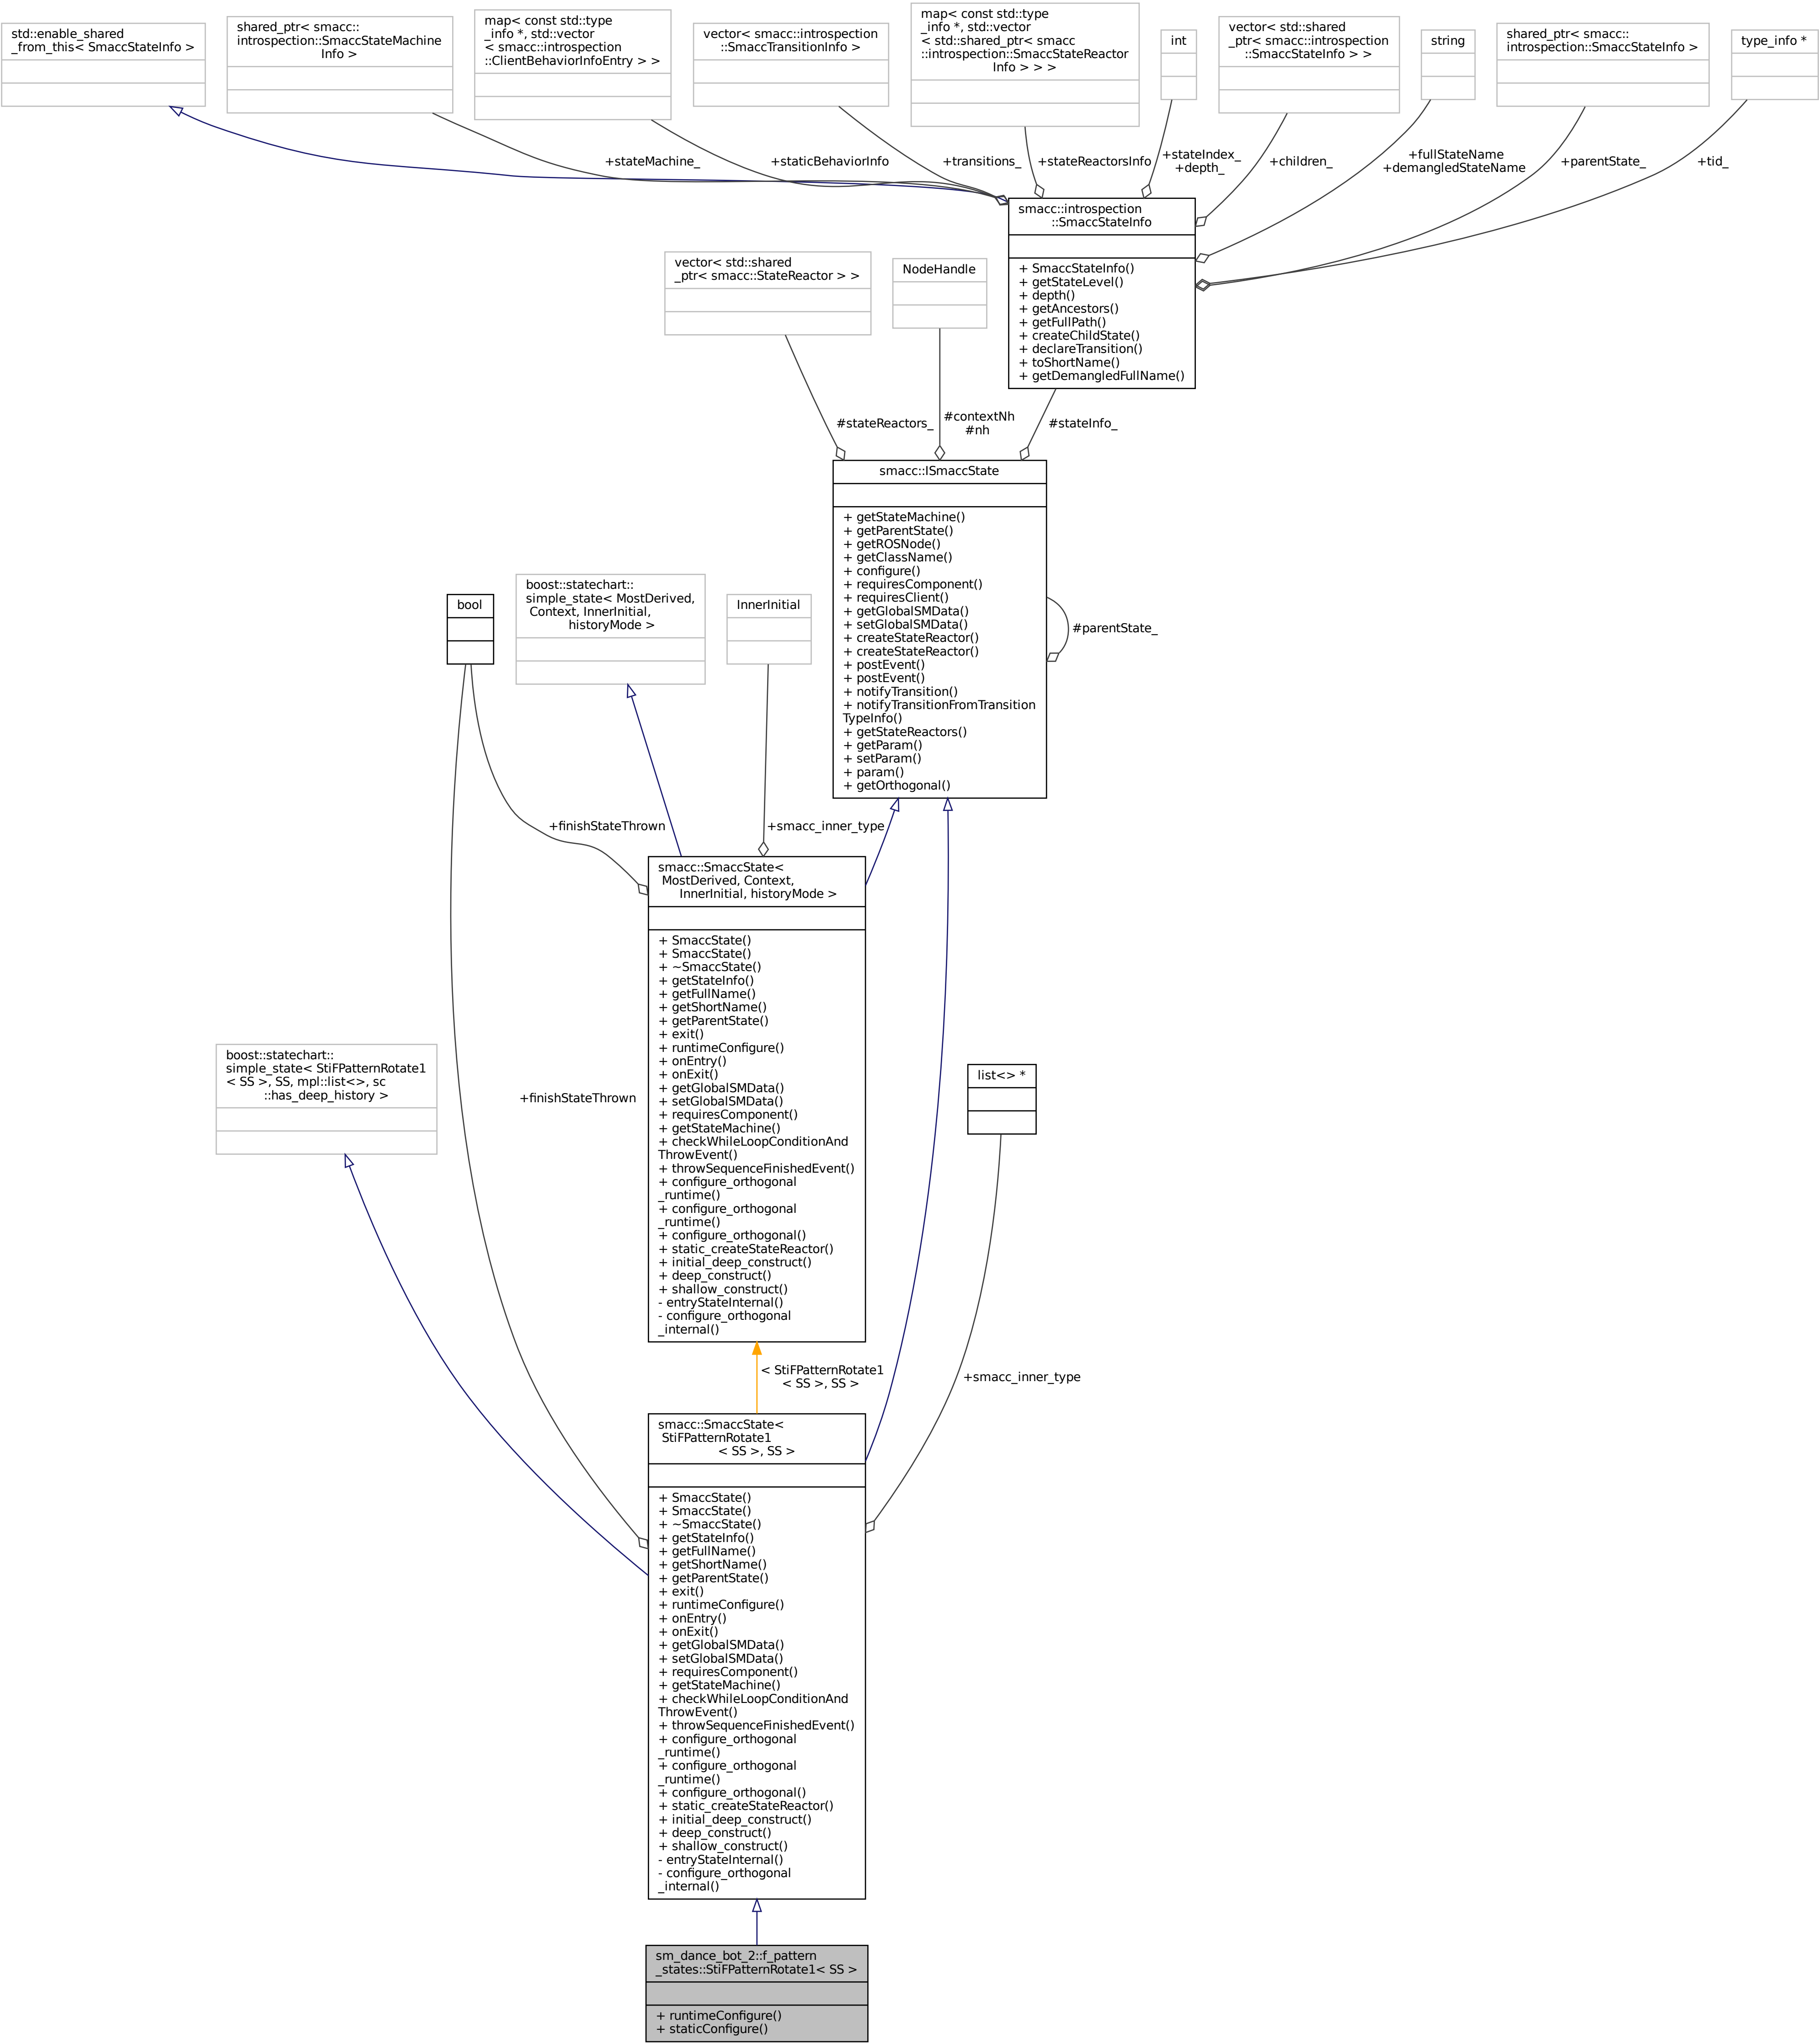 std::enable_shared
_from_this< SmaccStateInfo >
shared_ptr< smacc::
introspection::SmaccStateMachine
Info >
map< const std::type
_info *, std::vector
< smacc::introspection
::ClientBehaviorInfoEntry > >
vector< smacc::introspection
::SmaccTransitionInfo >
map< const std::type
_info *, std::vector
< std::shared_ptr< smacc
::introspection::SmaccStateReactor
Info > > >
int
vector< std::shared
_ptr< smacc::introspection
::SmaccStateInfo > >
string
shared_ptr< smacc::
introspection::SmaccStateInfo >
type_info *
+stateMachine_
+staticBehaviorInfo
+transitions_
+stateReactorsInfo
+stateIndex_
+depth_
+children_
+fullStateName
+demangledStateName
+parentState_
+tid_
smacc::introspection
::SmaccStateInfo
+ SmaccStateInfo()
+ getStateLevel()
+ depth()
+ getAncestors()
+ getFullPath()
+ createChildState()
+ declareTransition()
+ toShortName()
+ getDemangledFullName()
vector< std::shared
_ptr< smacc::StateReactor > >
NodeHandle
#stateReactors_
#contextNh
#nh
#stateInfo_
smacc::ISmaccState
+ getStateMachine()
+ getParentState()
+ getROSNode()
+ getClassName()
+ configure()
+ requiresComponent()
+ requiresClient()
+ getGlobalSMData()
+ setGlobalSMData()
+ createStateReactor()
+ createStateReactor()
+ postEvent()
+ postEvent()
+ notifyTransition()
+ notifyTransitionFromTransition
TypeInfo()
+ getStateReactors()
+ getParam()
+ setParam()
+ param()
+ getOrthogonal()
#parentState_
bool
boost::statechart::
simple_state< MostDerived,
Context, InnerInitial,
historyMode >
InnerInitial
+finishStateThrown
+smacc_inner_type
smacc::SmaccState<
MostDerived, Context,
InnerInitial, historyMode >
+ SmaccState()
+ SmaccState()
+ ~SmaccState()
+ getStateInfo()
+ getFullName()
+ getShortName()
+ getParentState()
+ exit()
+ runtimeConfigure()
+ onEntry()
+ onExit()
+ getGlobalSMData()
+ setGlobalSMData()
+ requiresComponent()
+ getStateMachine()
+ checkWhileLoopConditionAnd
ThrowEvent()
+ throwSequenceFinishedEvent()
+ configure_orthogonal
_runtime()
+ configure_orthogonal
_runtime()
+ configure_orthogonal()
+ static_createStateReactor()
+ initial_deep_construct()
+ deep_construct()
+ shallow_construct()
- entryStateInternal()
- configure_orthogonal
_internal()
boost::statechart::
simple_state< StiFPatternRotate1
< SS >, SS, mpl::list<>, sc
::has_deep_history >
+finishStateThrown
list<> *
< StiFPatternRotate1
< SS >, SS >
+smacc_inner_type
smacc::SmaccState<
StiFPatternRotate1
< SS >, SS >
+ SmaccState()
+ SmaccState()
+ ~SmaccState()
+ getStateInfo()
+ getFullName()
+ getShortName()
+ getParentState()
+ exit()
+ runtimeConfigure()
+ onEntry()
+ onExit()
+ getGlobalSMData()
+ setGlobalSMData()
+ requiresComponent()
+ getStateMachine()
+ checkWhileLoopConditionAnd
ThrowEvent()
+ throwSequenceFinishedEvent()
+ configure_orthogonal
_runtime()
+ configure_orthogonal
_runtime()
+ configure_orthogonal()
+ static_createStateReactor()
+ initial_deep_construct()
+ deep_construct()
+ shallow_construct()
- entryStateInternal()
- configure_orthogonal
_internal()
sm_dance_bot_2::f_pattern
_states::StiFPatternRotate1< SS >
+ runtimeConfigure()
+ staticConfigure()